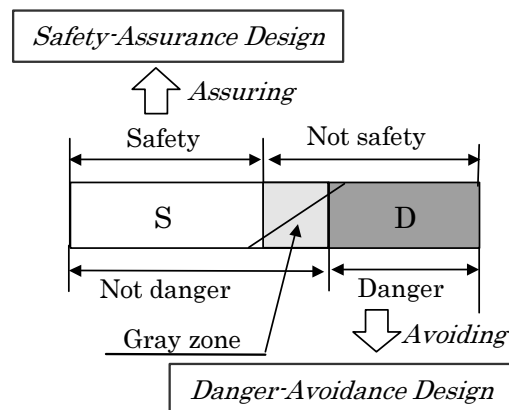 Safety-Assurance Design
Assuring
Safety
Not safety
S
D
Not danger
Danger
Gray zone
Avoiding
Danger-Avoidance Design